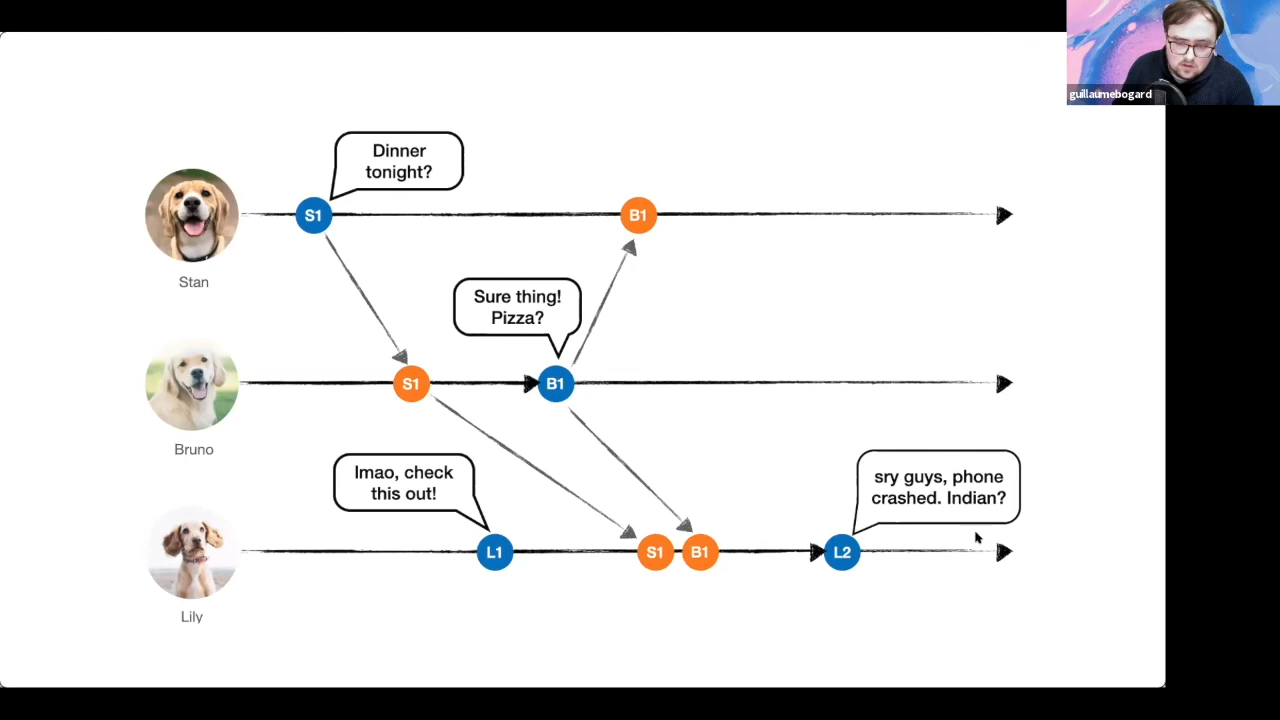 guillaumebogard
Dinner
tonight?
S1
B1
Stan
Sure thing!
Pizza?
S1
B1
Bruno
lmao, check
this out!
sry guys, phone
crashed. Indian?
L1
S1
B1
L2
Lily